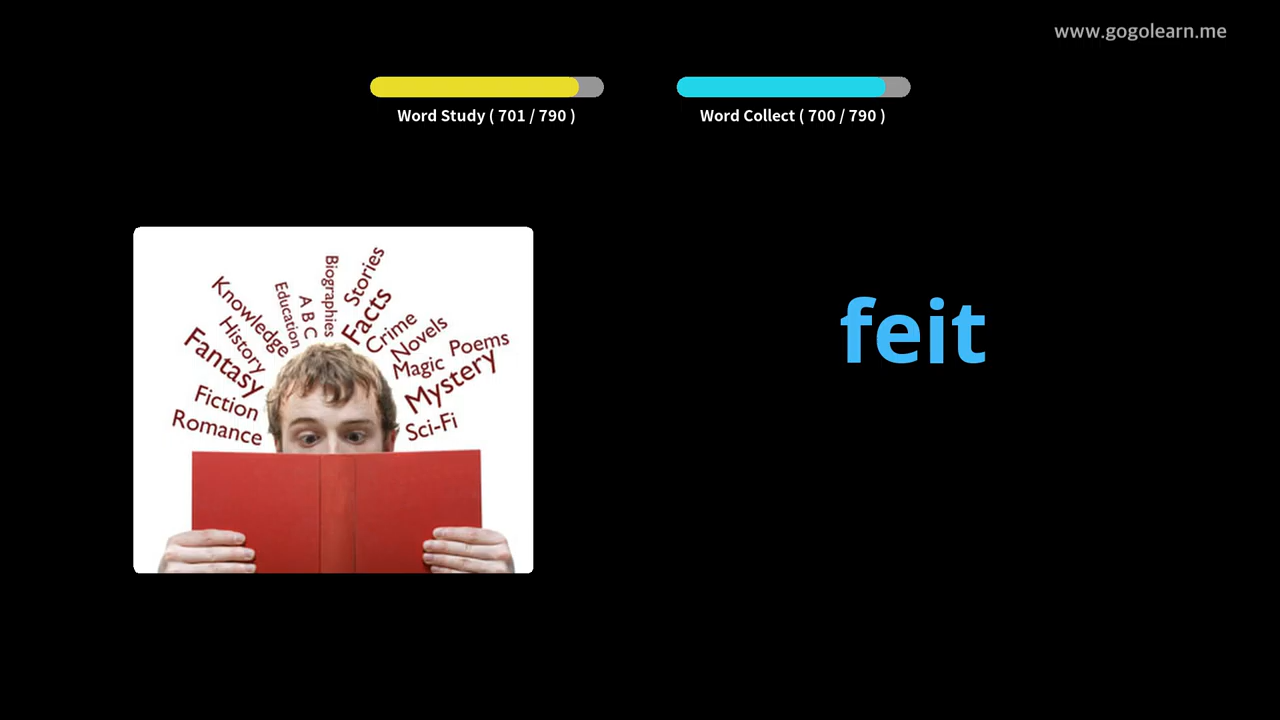 www.gogolearn.me
Word Study ( 701 / 790 )
Word Collect ( 700 / 790 )
Stories
Biographies
Facts
A B C
Education
Knowledge
Crime
History
Novels
Fantasy
Poems
Magic
Mystery
Fiction
Romance
Sci-Fi
feit